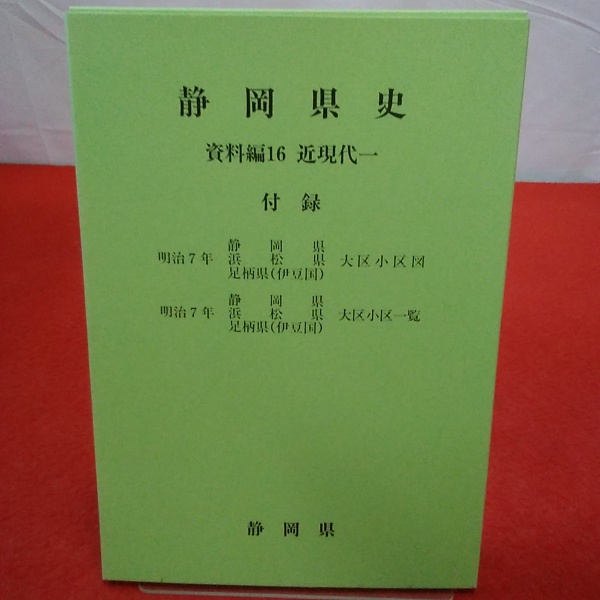 静岡県史
資料編16 近現代一
付録
静岡県
明治7年 浜松県 大区小区図
足柄県(伊豆国)
静岡県
明治7年 浜松県 大区小区一覧
足柄県(伊豆国)
静岡県